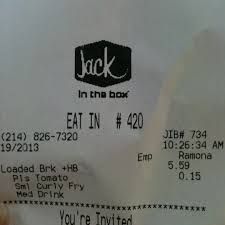 Jack
in the box
EAT IN # 420
(214) 826-7320 JIB# 734
19/2013 10:26:34 AM
Emp Ramona
Loaded Brk +HB 5.59
Pls Tomato 0.15
Sml Curly Fry
Med Drink
You're Invited